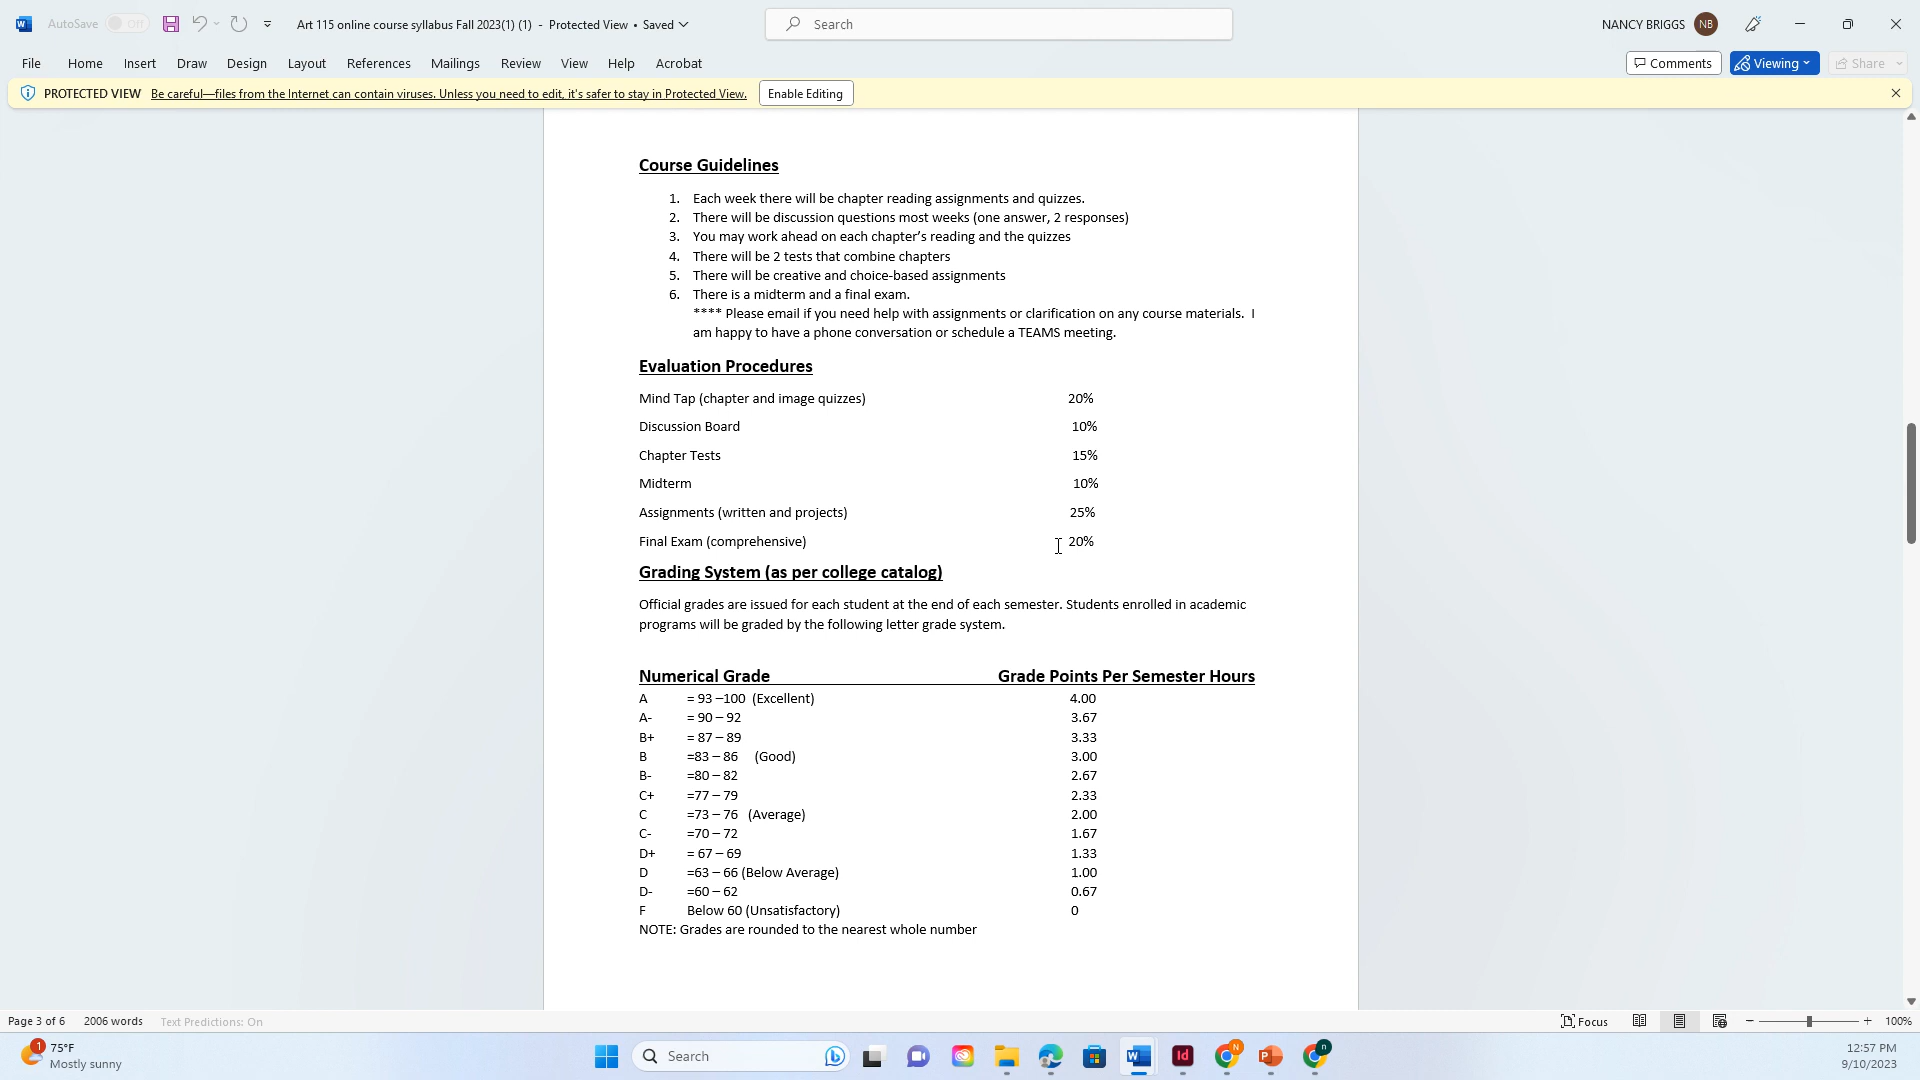 AutoSave Off Art 115 online course syllabus Fall 2023(1) (1) - Protected View • Saved Search NANCY BRIGGS NB
File Home Insert Draw Design Layout References Mailings Review View Help Acrobat Comments Viewing Share
PROTECTED VIEW Be careful—files from the Internet can contain viruses. Unless you need to edit, it's safer to stay in Protected View. Enable Editing
Course Guidelines
1. Each week there will be chapter reading assignments and quizzes.
2. There will be discussion questions most weeks (one answer, 2 responses)
3. You may work ahead on each chapter’s reading and the quizzes
4. There will be 2 tests that combine chapters
5. There will be creative and choice-based assignments
6. There is a midterm and a final exam.
**** Please email if you need help with assignments or clarification on any course materials. I
am happy to have a phone conversation or schedule a TEAMS meeting.
Evaluation Procedures
Mind Tap (chapter and image quizzes) 20%
Discussion Board 10%
Chapter Tests 15%
Midterm 10%
Assignments (written and projects) 25%
Final Exam (comprehensive) 20%
Grading System (as per college catalog)
Official grades are issued for each student at the end of each semester. Students enrolled in academic
programs will be graded by the following letter grade system.
Numerical Grade Grade Points Per Semester Hours
A = 93 –100 (Excellent) 4.00
A- = 90 – 92 3.67
B+ = 87 – 89 3.33
B =83 – 86 (Good) 3.00
B- =80 – 82 2.67
C+ =77 – 79 2.33
C =73 – 76 (Average) 2.00
C- =70 – 72 1.67
D+ = 67 – 69 1.33
D =63 – 66 (Below Average) 1.00
D- =60 – 62 0.67
F Below 60 (Unsatisfactory) 0
NOTE: Grades are rounded to the nearest whole number
Page 3 of 6 2006 words Text Predictions: On Focus 100%
1 75°F Search Id N P n 12:57 PM
Mostly sunny 9/10/2023